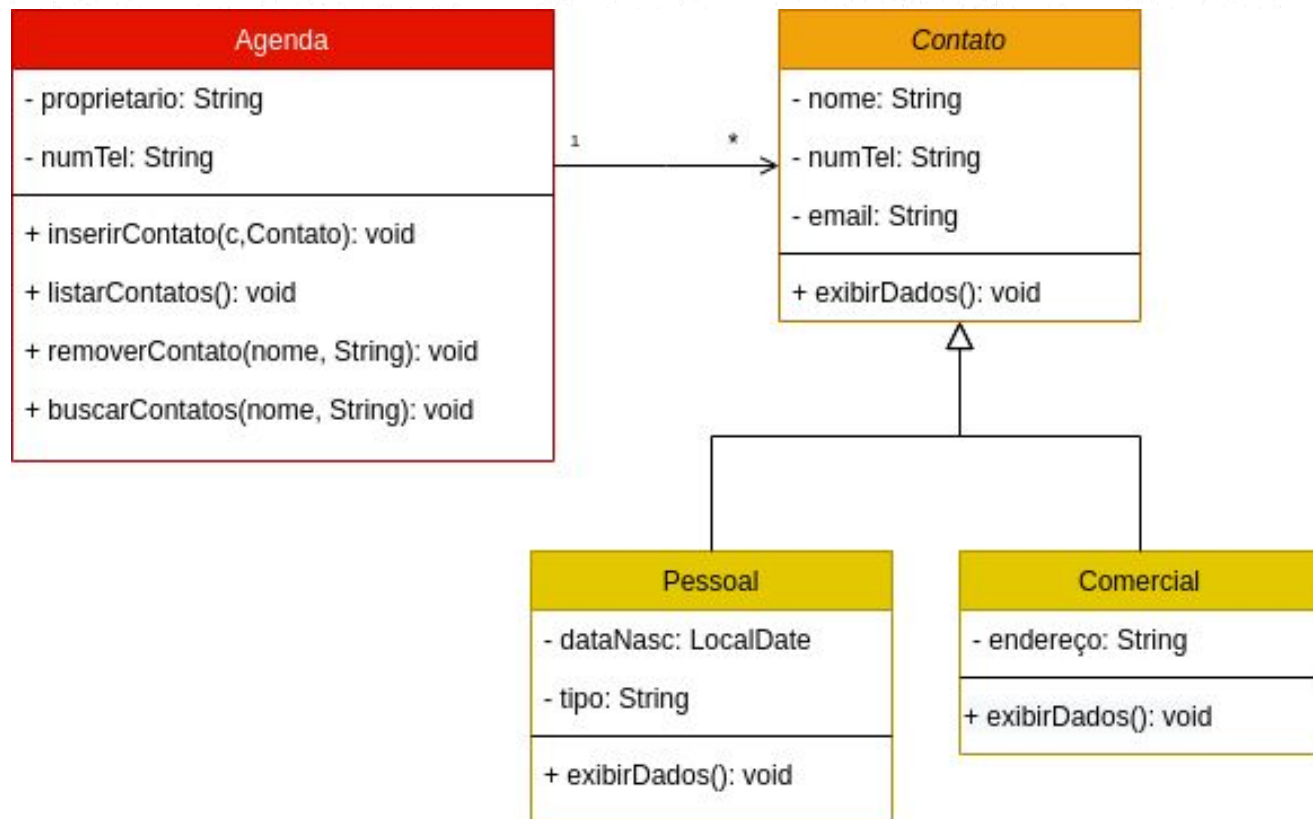 Agenda
- proprietario: String
- numTel: String
+ inserirContato(c,Contato): void
+ listarContatos(): void
+ removerContato(nome, String): void
+ buscarContatos(nome, String): void
1
*
Contato
- nome: String
- numTel: String
- email: String
+ exibirDados(): void
Pessoal
- dataNasc: LocalDate
- tipo: String
+ exibirDados(): void
Comercial
- endereço: String
+ exibirDados(): void